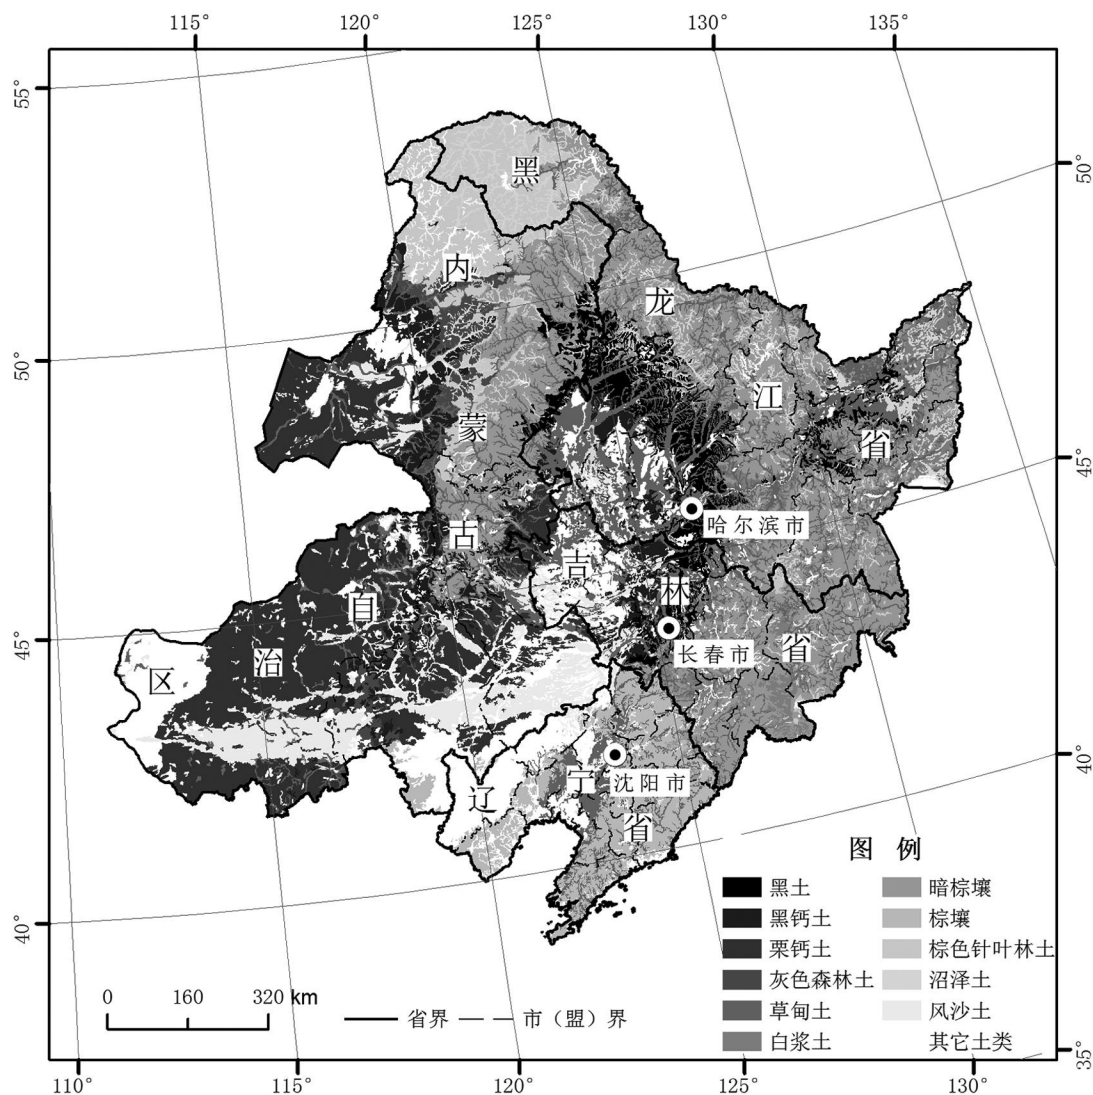 115°
120°
125°
130°
135°
55°
50°
45°
40°
50°
45°
40°
35°
黑
龙
江
省
内
蒙
古
自
治
区
吉
林
省
辽
宁
省
哈尔滨市
长春市
沈阳市
图 例
黑土
黑钙土
栗钙土
灰色森林土
草甸土
白浆土
暗棕壤
棕壤
棕色针叶林土
沼泽土
风沙土
其它土类
0 160 320 km
省界
市（盟）界
110°
115°
120°
125°
130°